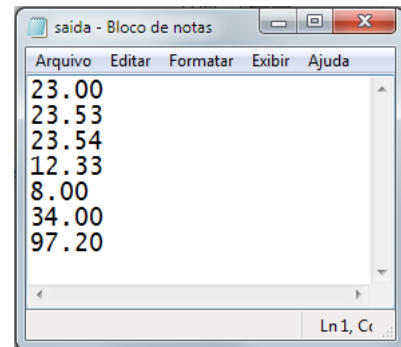 saida - Bloco de notas
Arquivo Editar Formatar Exibir Ajuda
23.00
23.53
23.54
12.33
8.00
34.00
97.20
Ln 1, Co